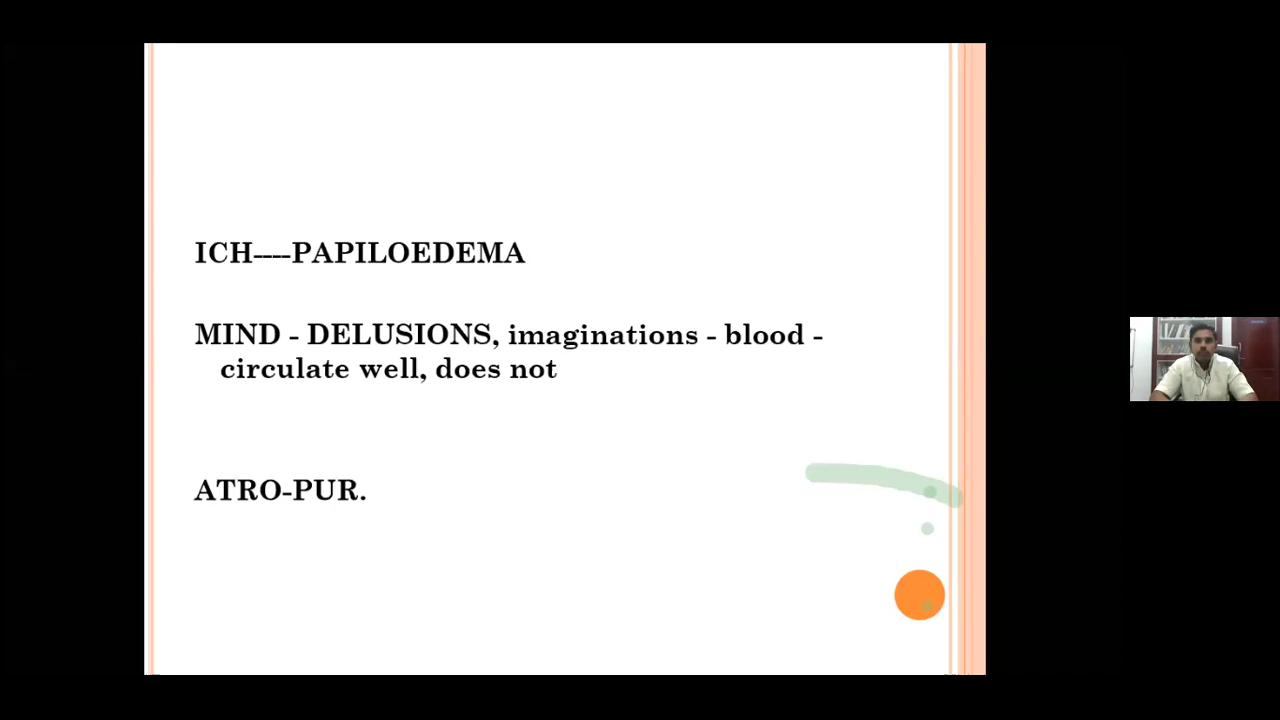 ICH----PAPILOEDEMA
MIND - DELUSIONS, imaginations - blood -
circulate well, does not
ATRO-PUR.